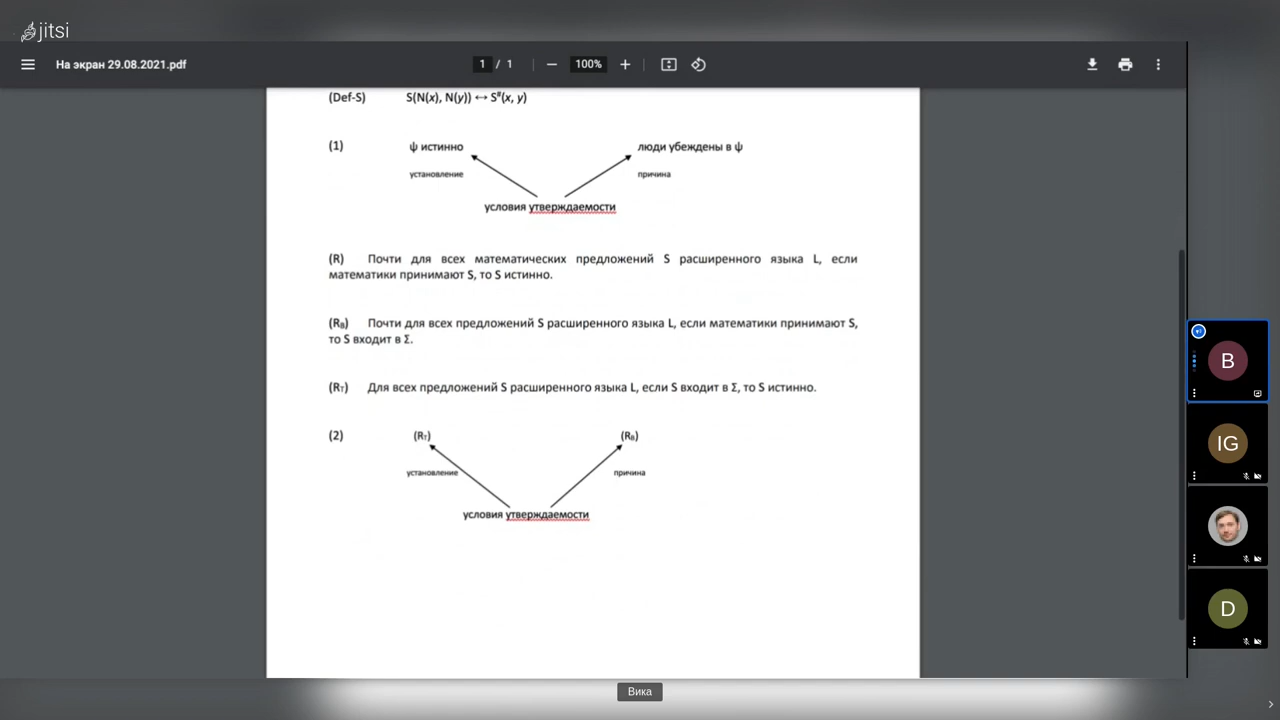 jitsi
На экран 29.08.2021.pdf
1 / 1
100%
(Def-S) S(N(x), N(y)) ↔ S#(x, y)
(1) ψ истинно люди убеждены в ψ
установление причина
условия утверждаемости
(R) Почти для всех математических предложений S расширенного языка L, если
математики принимают S, то S истинно.
(RB) Почти для всех предложений S расширенного языка L, если математики принимают S,
то S входит в Σ.
(RT) Для всех предложений S расширенного языка L, если S входит в Σ, то S истинно.
(2) (RT) (RB)
установление причина
условия утверждаемости
B
IG
D
Вика